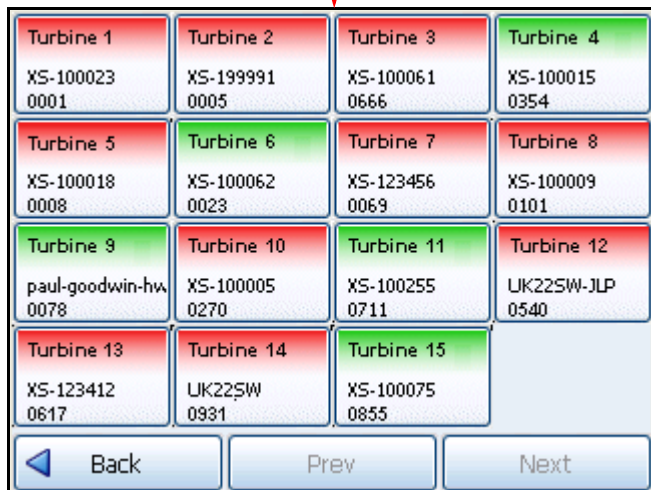 Turbine 1
XS-100023
0001
Turbine 2
XS-199991
0005
Turbine 3
XS-100061
0666
Turbine 4
XS-100015
0354
Turbine 5
XS-100018
0008
Turbine 6
XS-100062
0023
Turbine 7
XS-123456
0069
Turbine 8
XS-100009
0101
Turbine 9
paul-goodwin-hw
0078
Turbine 10
XS-100005
0270
Turbine 11
XS-100255
0711
Turbine 12
UK22SW-JLP
0540
Turbine 13
XS-123412
0617
Turbine 14
UK22SW
0931
Turbine 15
XS-100075
0855
Back
Prev
Next